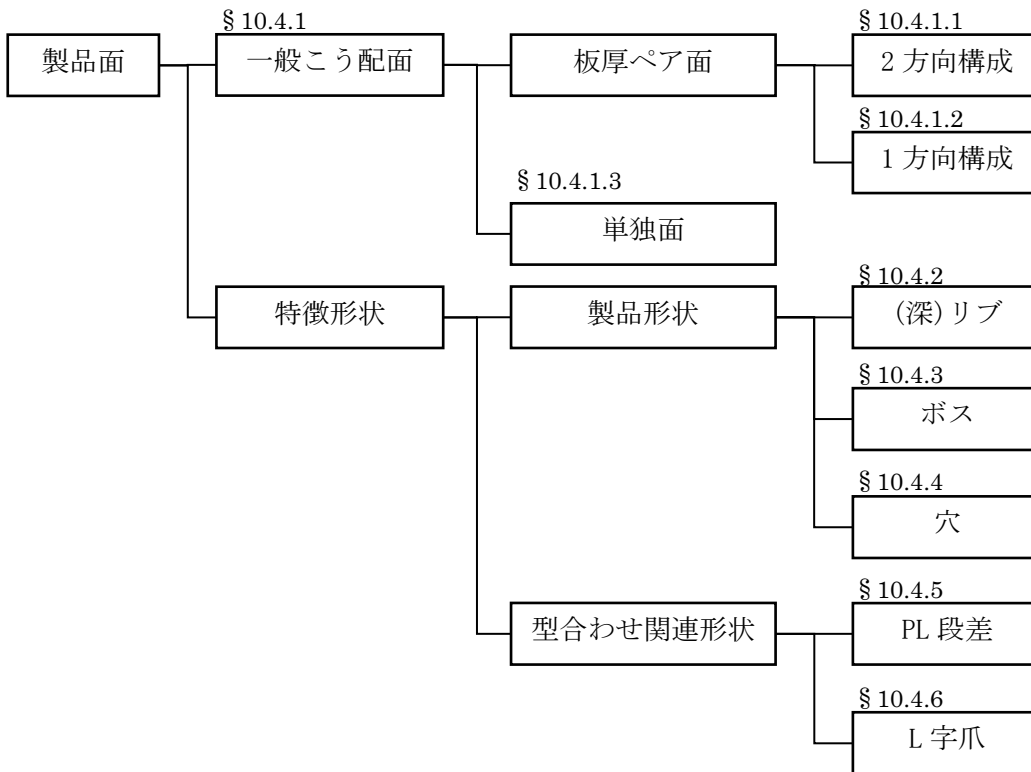 §10.4.1
§10.4.1.1
製品面
一般こう配面
板厚ペア面
2方向構成
§10.4.1.2
1方向構成
§10.4.1.3
単独面
§10.4.2
特徴形状
製品形状
(深)リブ
§10.4.3
ボス
§10.4.4
穴
§10.4.5
型合わせ関連形状
PL段差
§10.4.6
L字爪